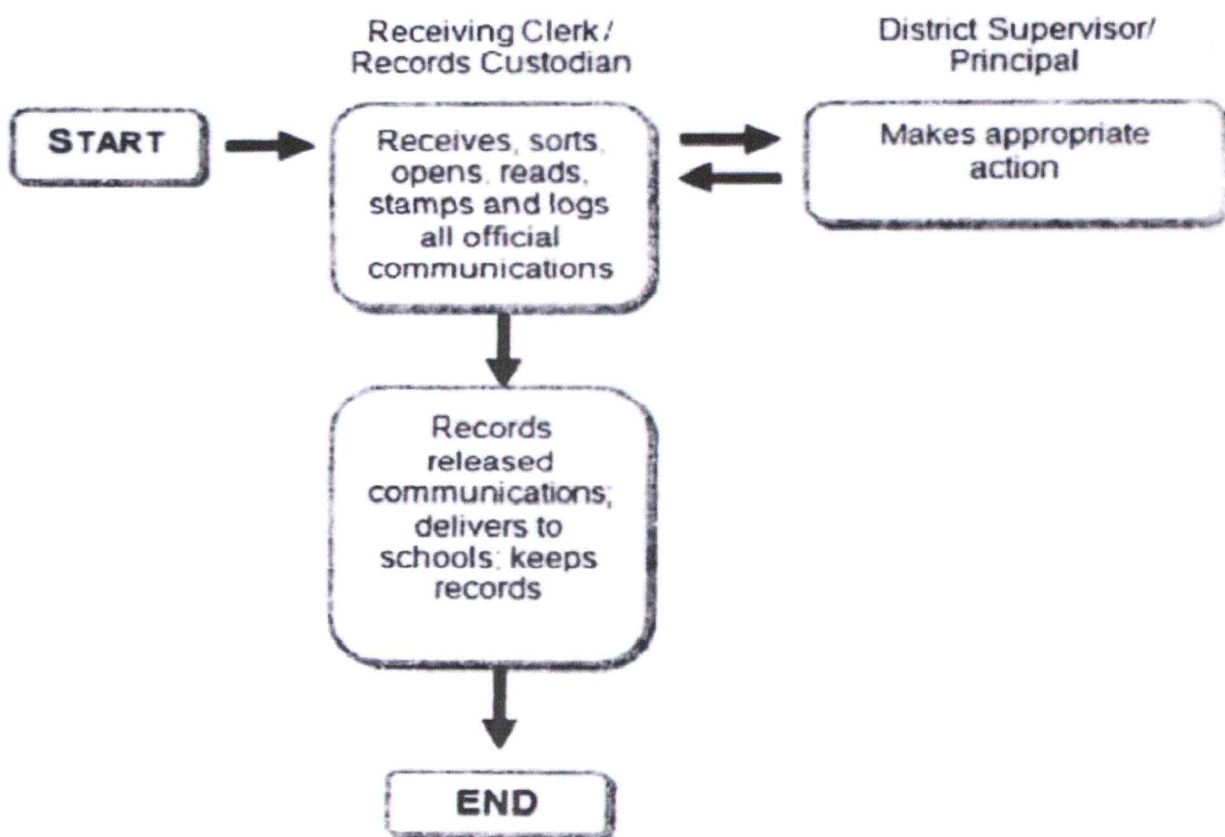 Receiving Clerk /
Records Custodian
District Supervisor/
Principal
START
Receives, sorts,
opens, reads,
stamps and logs
all official
communications
Makes appropriate
action
Records
released
communications;
delivers to
schools; keeps
records
END